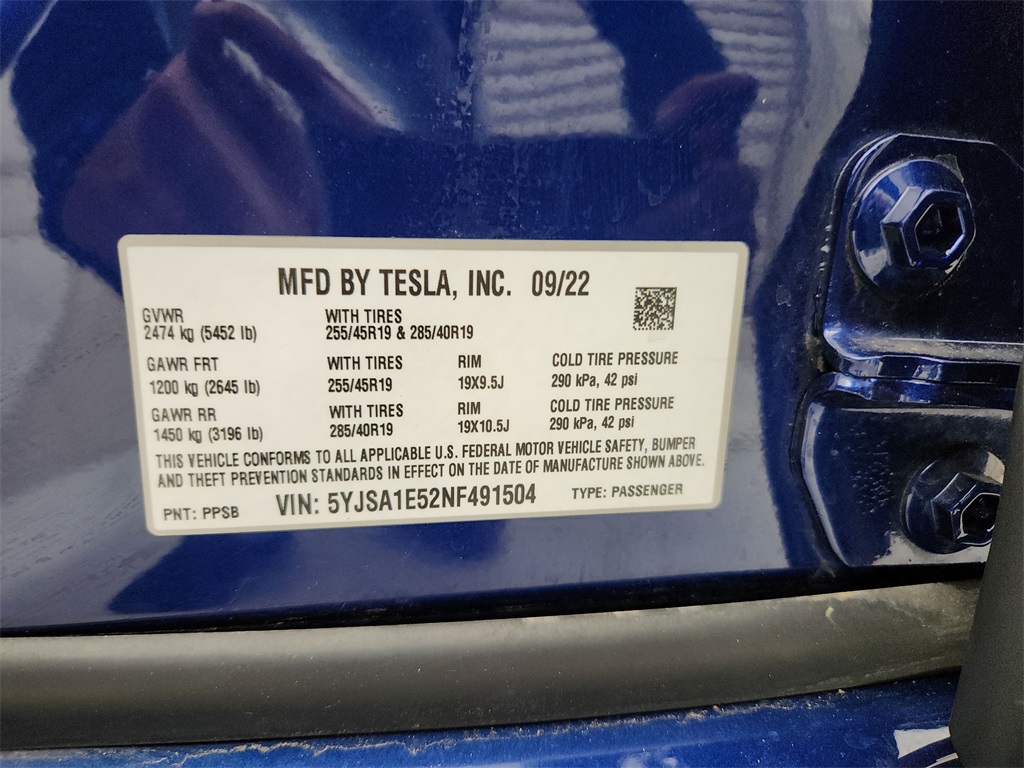 MFD BY TESLA, INC. 09/22
GVWR WITH TIRES
2474 kg (5452 lb) 255/45R19 & 285/40R19
GAWR FRT WITH TIRES RIM COLD TIRE PRESSURE
1200 kg (2645 lb) 255/45R19 19X9.5J 290 kPa, 42 psi
GAWR RR WITH TIRES RIM COLD TIRE PRESSURE
1450 kg (3196 lb) 285/40R19 19X10.5J 290 kPa, 42 psi
THIS VEHICLE CONFORMS TO ALL APPLICABLE U.S. FEDERAL MOTOR VEHICLE SAFETY, BUMPER
AND THEFT PREVENTION STANDARDS IN EFFECT ON THE DATE OF MANUFACTURE SHOWN ABOVE.
PNT: PPSB VIN: 5YJSA1E52NF491504 TYPE: PASSENGER